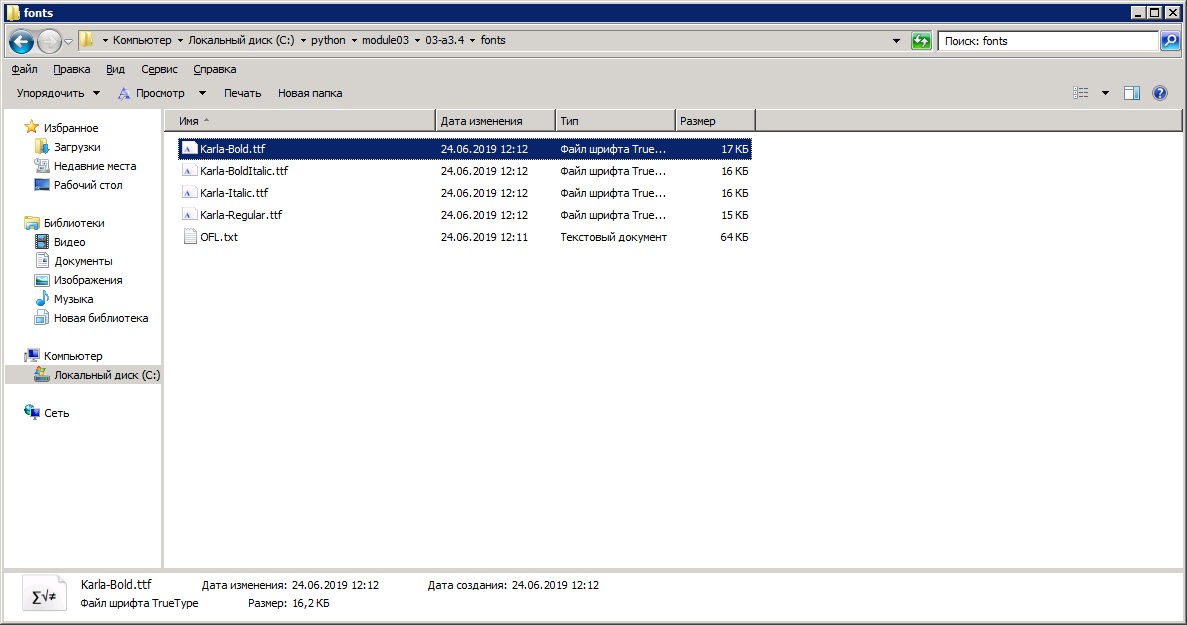 fonts
Компьютер Локальный диск (C:) python module03 03-a3.4 fonts
Поиск: fonts
Файл Правка Вид Сервис Справка
Упорядочить Просмотр Печать Новая папка
Избранное
Загрузки
Недавние места
Рабочий стол
Библиотеки
Видео
Документы
Изображения
Музыка
Новая библиотека
Компьютер
Локальный диск (C:)
Сеть
Имя Дата изменения Тип Размер
Karla-Bold.ttf 24.06.2019 12:12 Файл шрифта True... 17 КБ
Karla-BoldItalic.ttf 24.06.2019 12:12 Файл шрифта True... 16 КБ
Karla-Italic.ttf 24.06.2019 12:12 Файл шрифта True... 16 КБ
Karla-Regular.ttf 24.06.2019 12:12 Файл шрифта True... 15 КБ
OFL.txt 24.06.2019 12:11 Текстовый документ 64 КБ
Karla-Bold.ttf Дата изменения: 24.06.2019 12:12 Дата создания: 24.06.2019 12:12
Файл шрифта TrueType Размер: 16,2 КБ